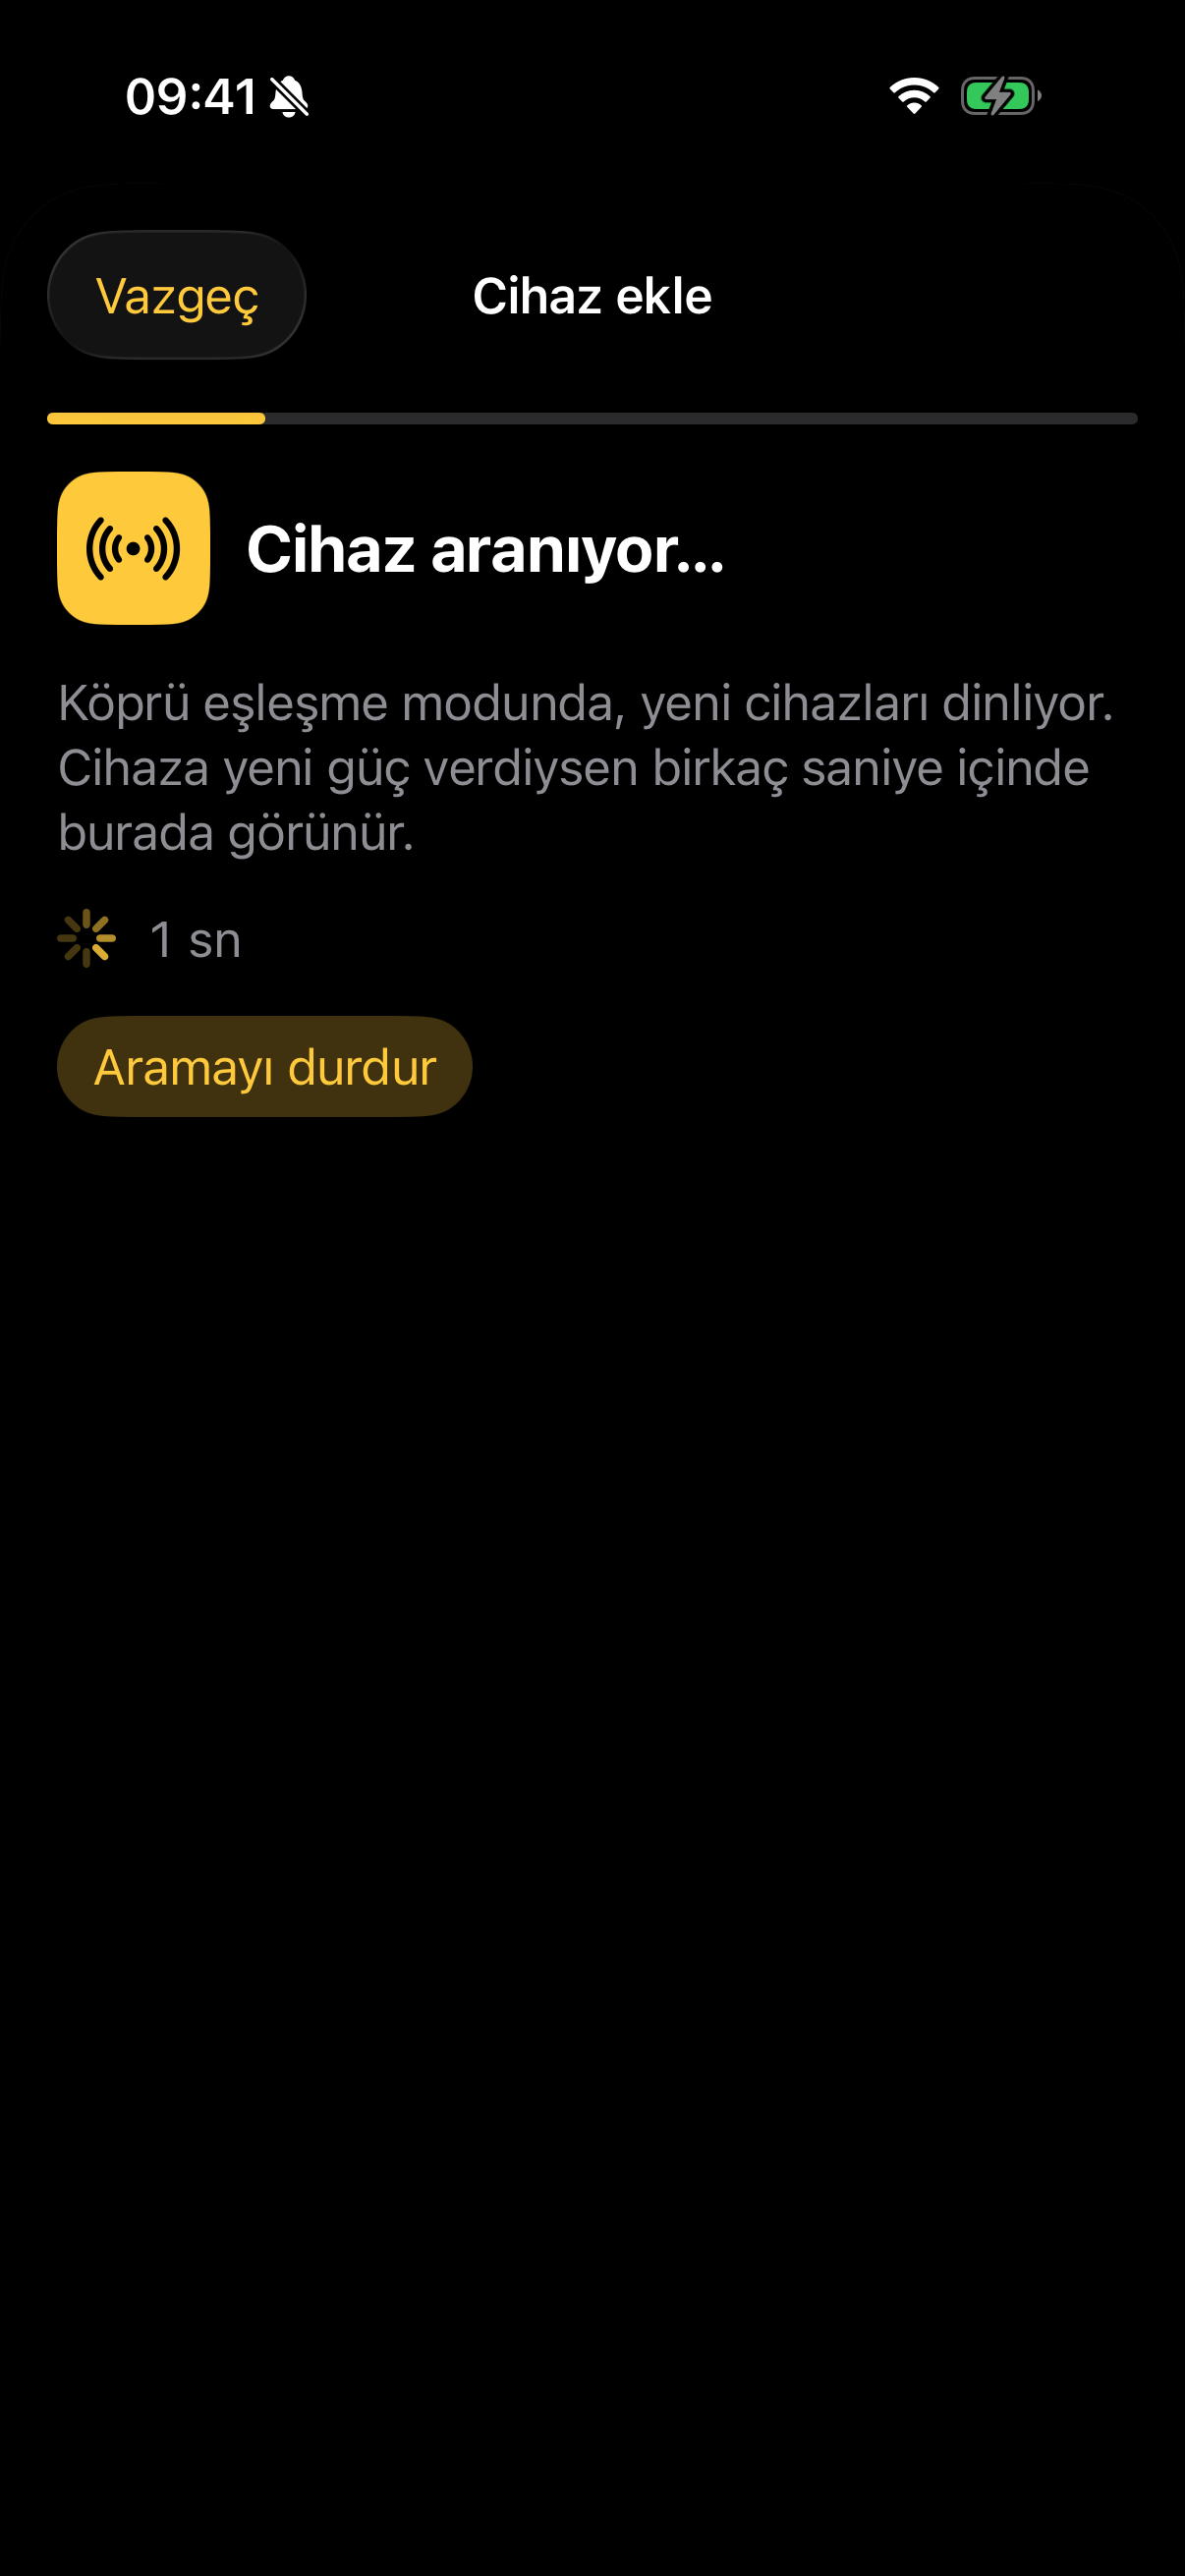 09:41
Vazgeç
Cihaz ekle
Cihaz aranıyor...
Köprü eşleşme modunda, yeni cihazları dinliyor.
Cihaza yeni güç verdiysen birkaç saniye içinde
burada görünür.
1 sn
Aramayı durdur